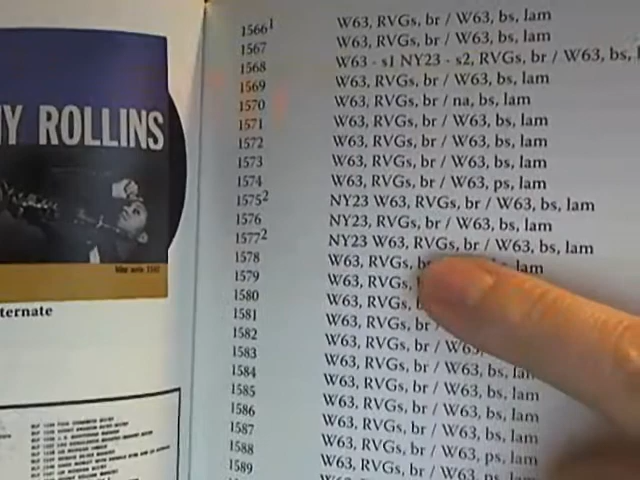 Y ROLLINS
ternate
1566¹ W63, RVGs, br / W63, bs, lam
1567 W63, RVGs, br / W63, bs, lam
1568 W63 - s1 NY23 - s2, RVGs, br / W63, bs,
1569 W63, RVGs, br / W63, bs, lam
1570 W63, RVGs, br / na, bs, lam
1571 W63, RVGs, br / W63, bs, lam
1572 W63, RVGs, br / W63, bs, lam
1573 W63, RVGs, br / W63, bs, lam
1574 W63, RVGs, br / W63, ps, lam
1575² NY23 W63, RVGs, br / W63, bs, lam
1576 NY23, RVGs, br / W63, bs, lam
1577² NY23 W63, RVGs, br / W63, bs, lam
1578 W63, RVGs, lam
1579 W63, RVGs,
1580 W63, RVGs,
1581 W63, RVGs, br /
1582 W63, RVGs, br / W63,
1583 W63, RVGs, br / W63, bs,
1584 W63, RVGs, br / W63, bs, lam
1585 W63, RVGs, br / W63, bs, lam
1586 W63, RVGs, br / W63, bs, lam
1587 W63, RVGs, br / W63, ps, lam
1588 W63, RVGs, br / W63,
1589